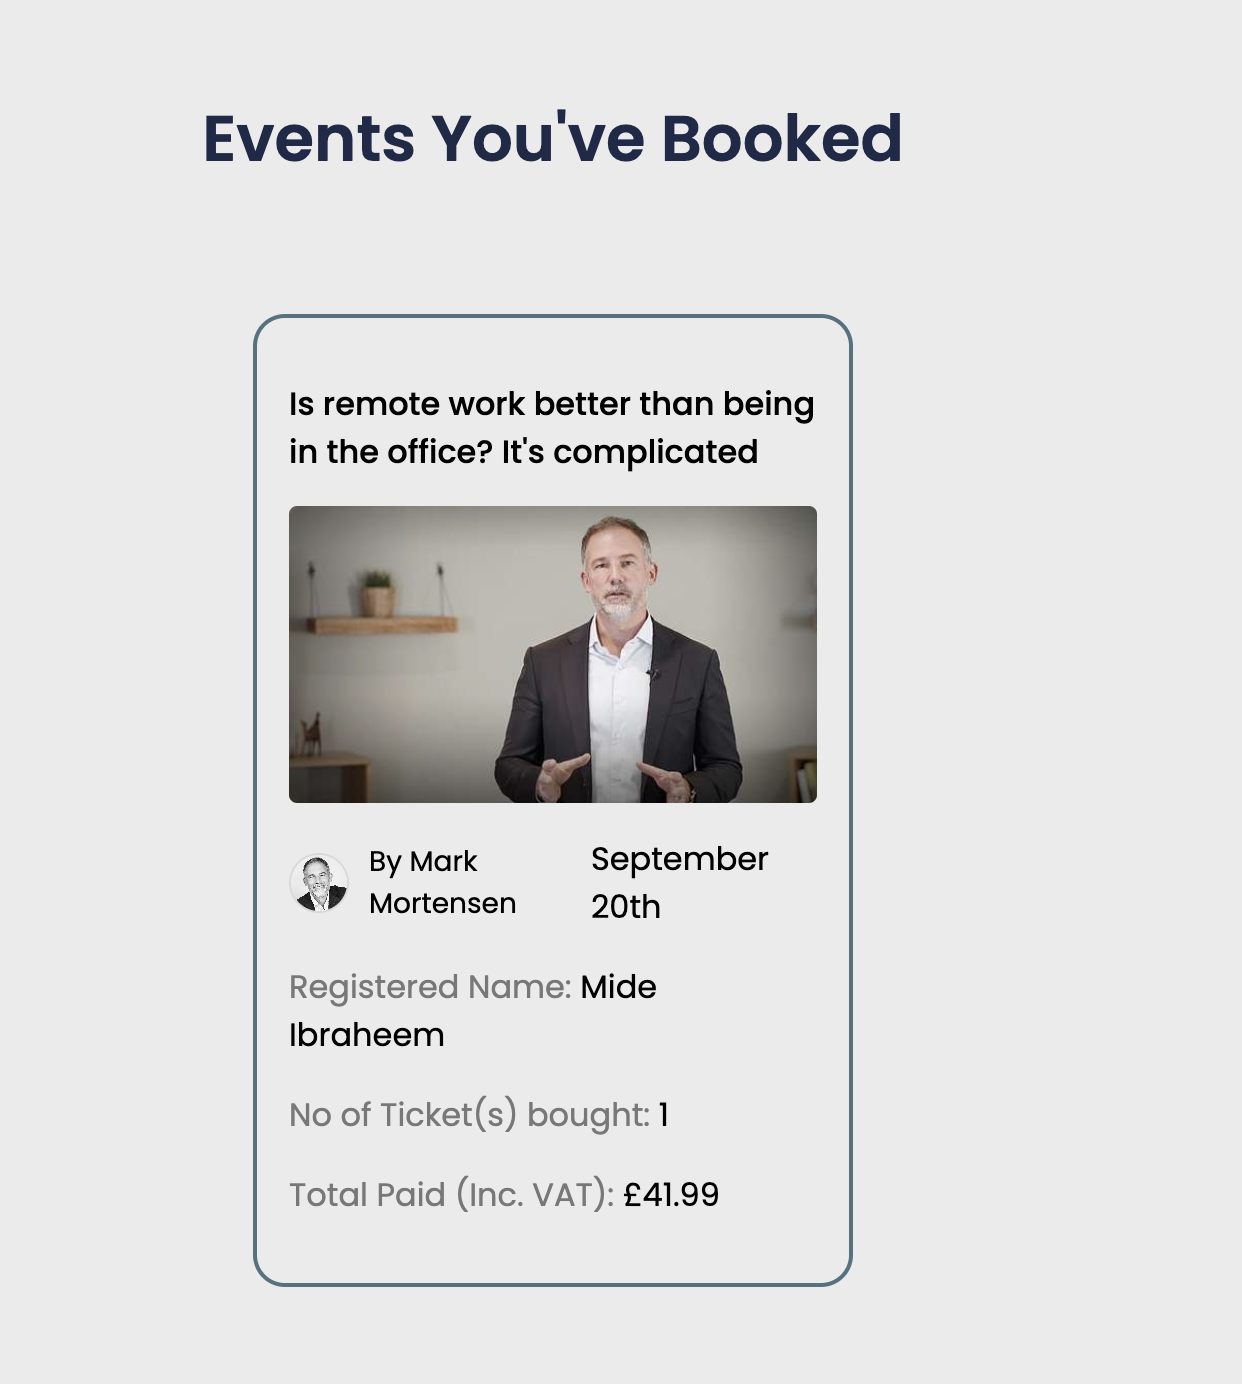 Events You've Booked
Is remote work better than being
in the office? It's complicated
By Mark
Mortensen
September
20th
Registered Name: Mide
Ibraheem
No of Ticket(s) bought: 1
Total Paid (Inc. VAT): £41.99